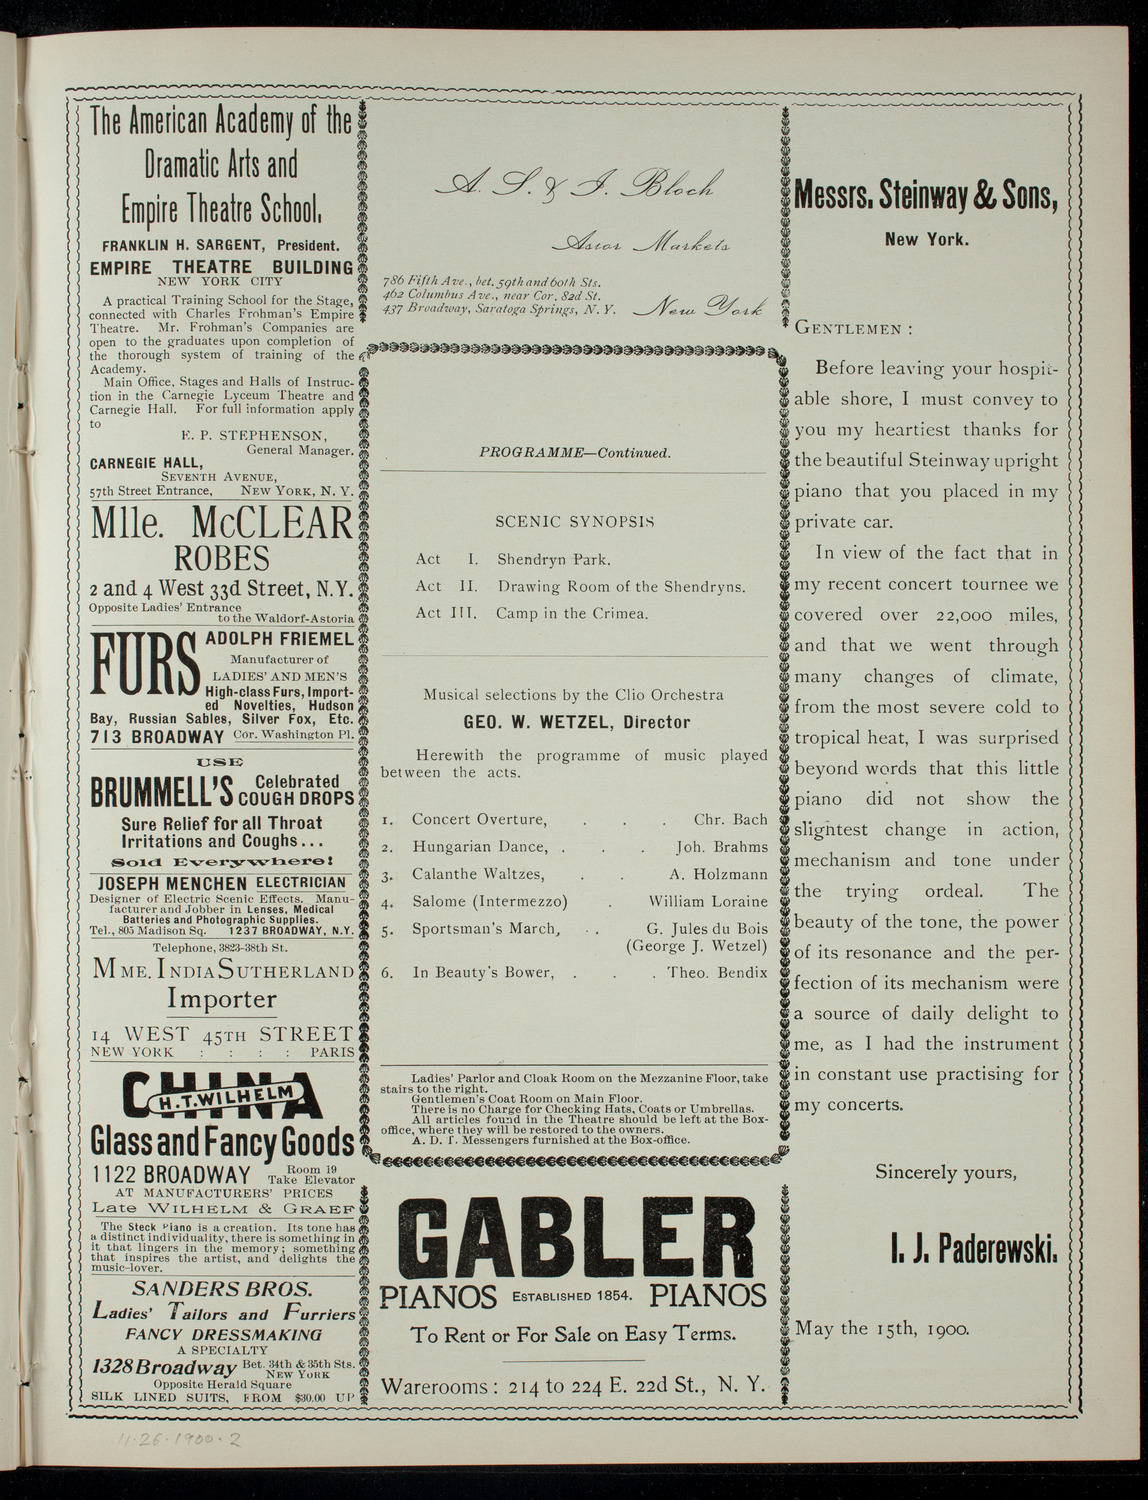 The American Academy of the
Dramatic Arts and
Empire Theatre School.
FRANKLIN H. SARGENT, President.
EMPIRE THEATRE BUILDING
NEW YORK CITY
A practical Training School for the Stage,
connected with Charles Frohman's Empire
Theatre. Mr. Frohman's Companies are
open to the graduates upon completion of
the thorough system of training of the
Academy.
Main Office, Stages and Halls of Instruc-
tion in the Carnegie Lyceum Theatre and
Carnegie Hall. For full information apply
to
E. P. STEPHENSON,
General Manager.
CARNEGIE HALL,
SEVENTH AVENUE,
57th Street Entrance, NEW YORK, N. Y.
Mlle. McCLEAR
ROBES
2 and 4 West 33d Street, N.Y.
Opposite Ladies' Entrance
to the Waldorf-Astoria
FURS ADOLPH FRIEMEL
Manufacturer of
LADIES' AND MEN'S
High-class Furs, Import-
ed Novelties, Hudson
Bay, Russian Sables, Silver Fox, Etc.
713 BROADWAY Cor. Washington Pl.
USE
BRUMMELL'S Celebrated
COUGH DROPS
Sure Relief for all Throat
Irritations and Coughs...
Sold Everywhere!
JOSEPH MENCHEN ELECTRICIAN
Designer of Electric Scenic Effects. Manu-
facturer and Jobber in Lenses, Medical
Batteries and Photographic Supplies.
Tel., 805 Madison Sq. 1237 BROADWAY, N.Y.
Telephone, 3823-38th St.
MME. INDIA SUTHERLAND
Importer
14 WEST 45TH STREET
NEW YORK : : : : PARIS
CHINA
H.T. WILHELM
Glass and Fancy Goods
1122 BROADWAY Room 19
Take Elevator
AT MANUFACTURERS' PRICES
Late WILHELM & GRAEF
The Steck Piano is a creation. Its tone has
a distinct individuality, there is something in
it that lingers in the memory; something
that inspires the artist, and delights the
music-lover.
SANDERS BROS.
Ladies' Tailors and Furriers
FANCY DRESSMAKING
A SPECIALTY
1328 Broadway Bet. 34th & 35th Sts.
NEW YORK
Opposite Herald Square
SILK LINED SUITS, FROM $30.00 UP
A. S. & J. Bloch
Astor Markets
786 Fifth Ave., bet. 59th and 60th Sts.
462 Columbus Ave., near Cor. 82d St.
437 Broadway, Saratoga Springs, N. Y. New York
PROGRAMME—Continued.
SCENIC SYNOPSIS
Act I. Shendryn Park.
Act II. Drawing Room of the Shendryns.
Act III. Camp in the Crimea.
Musical selections by the Clio Orchestra
GEO. W. WETZEL, Director
Herewith the programme of music played
between the acts.
1. Concert Overture, . . . Chr. Bach
2. Hungarian Dance, . . . Joh. Brahms
3. Calanthe Waltzes, . . A. Holzmann
4. Salome (Intermezzo) . William Loraine
5. Sportsman's March, . . G. Jules du Bois
(George J. Wetzel)
6. In Beauty's Bower, . . . Theo. Bendix
Ladies' Parlor and Cloak Room on the Mezzanine Floor, take
stairs to the right.
Gentlemen's Coat Room on Main Floor.
There is no Charge for Checking Hats, Coats or Umbrellas.
All articles found in the Theatre should be left at the Box-
office, where they will be restored to the owners.
A. D. T. Messengers furnished at the Box-office.
GABLER
PIANOS ESTABLISHED 1854. PIANOS
To Rent or For Sale on Easy Terms.
Warerooms: 214 to 224 E. 22d St., N. Y.
Messrs. Steinway & Sons,
New York.
GENTLEMEN :
Before leaving your hospit-
able shore, I must convey to
you my heartiest thanks for
the beautiful Steinway upright
piano that you placed in my
private car.
In view of the fact that in
my recent concert tournee we
covered over 22,000 miles,
and that we went through
many changes of climate,
from the most severe cold to
tropical heat, I was surprised
beyond words that this little
piano did not show the
slightest change in action,
mechanism and tone under
the trying ordeal. The
beauty of the tone, the power
of its resonance and the per-
fection of its mechanism were
a source of daily delight to
me, as I had the instrument
in constant use practising for
my concerts.
Sincerely yours,
I. J. Paderewski.
May the 15th, 1900.
11·26·1900·2